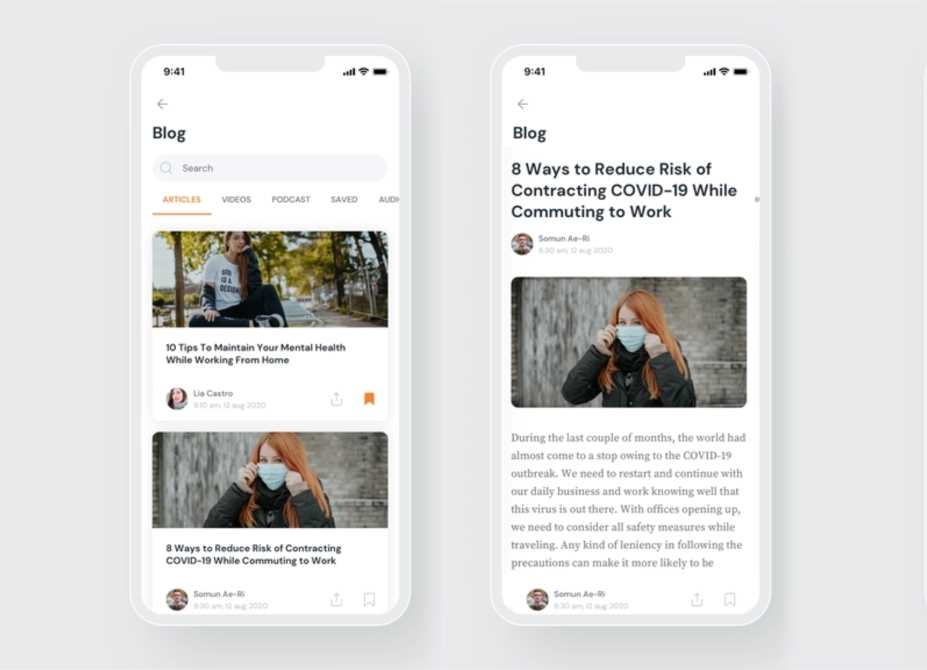 9:41
Blog
Search
ARTICLES VIDEOS PODCAST SAVED AUDI
GOD
IS A
DESIGN
10 Tips To Maintain Your Mental Health
While Working From Home
Lia Castro
9:10 am, 12 aug 2020
8 Ways to Reduce Risk of Contracting
COVID-19 While Commuting to Work
Somun Ae-Ri
8:30 am, 12 aug 2020
9:41
Blog
8 Ways to Reduce Risk of
Contracting COVID-19 While
Commuting to Work
Somun Ae-Ri
8:30 am, 12 aug 2020
During the last couple of months, the world had
almost come to a stop owing to the COVID-19
outbreak. We need to restart and continue with
our daily business and work knowing well that
this virus is out there. With offices opening up,
we need to consider all safety measures while
traveling. Any kind of leniency in following the
precautions can make it more likely to be
Somun Ae-Ri
8:30 am, 12 aug 2020